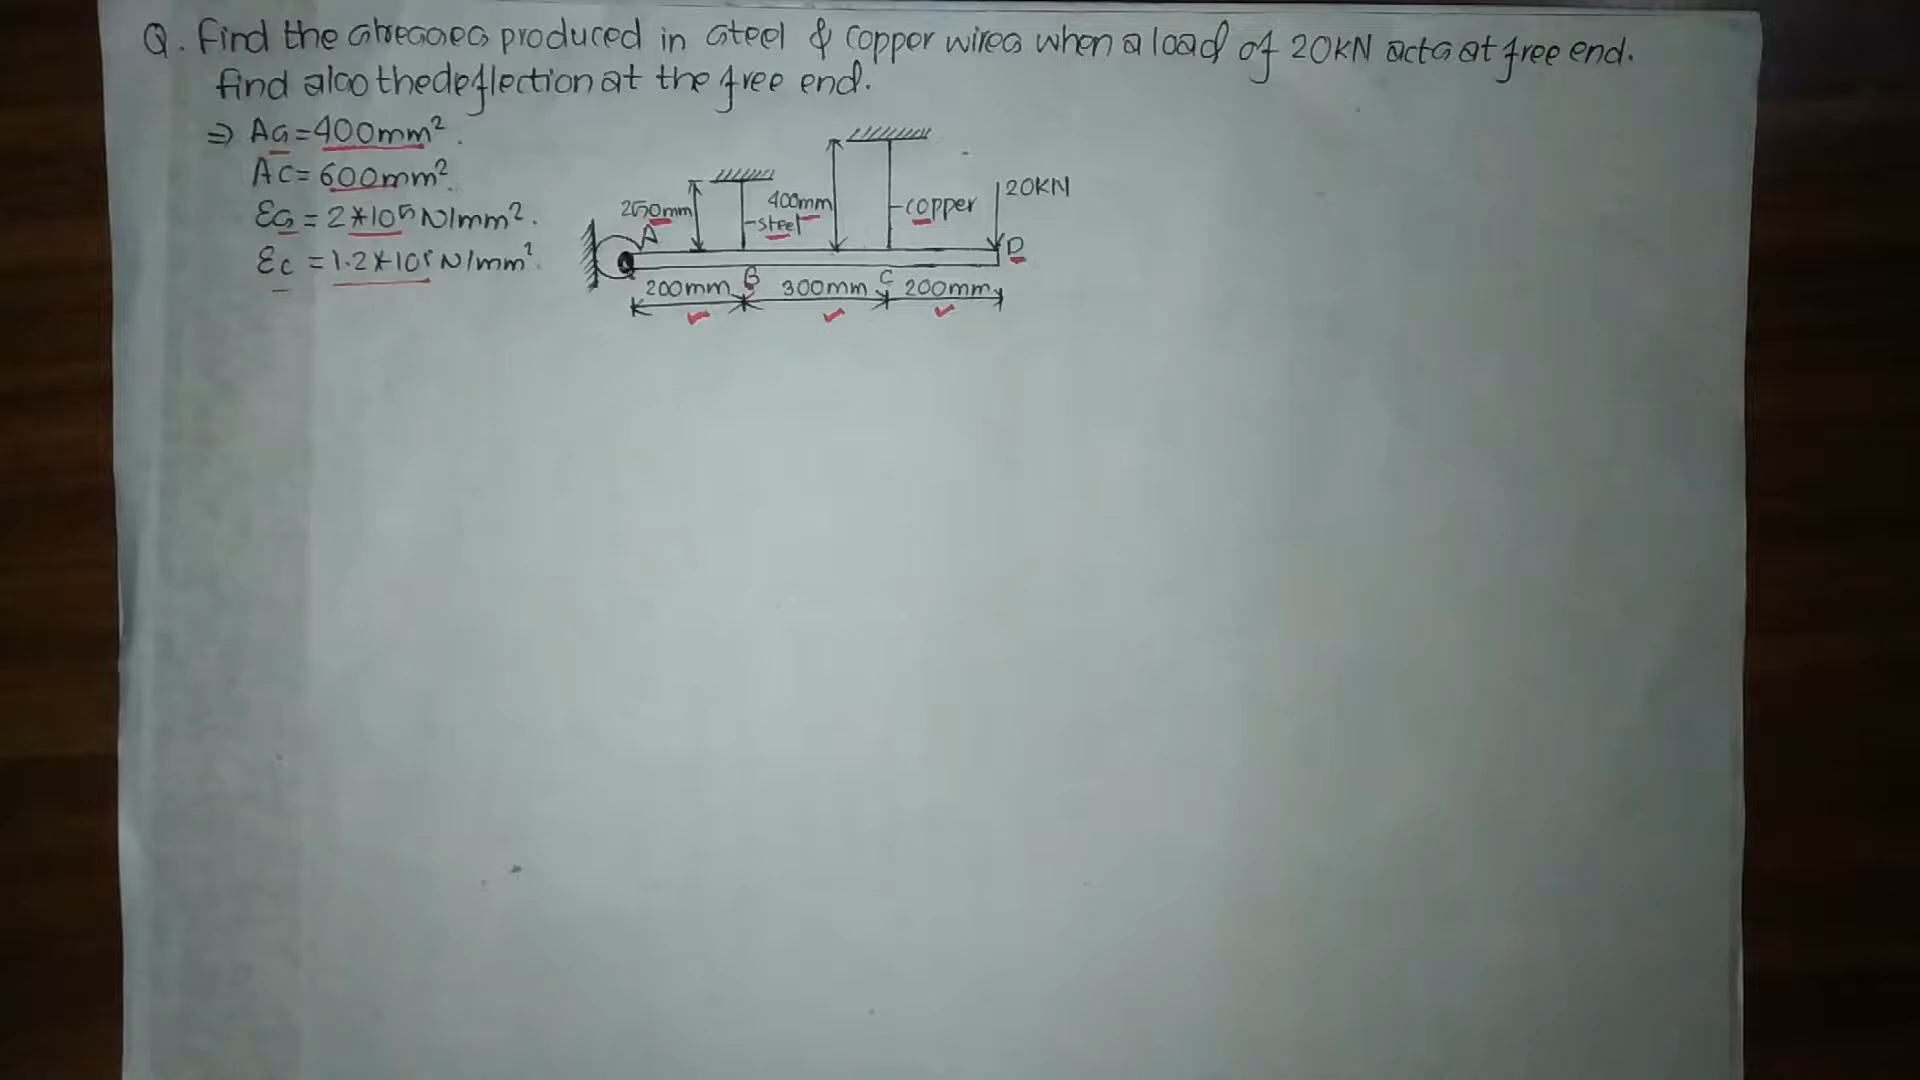 Q. Find the stresses produced in steel & copper wires when a load of 20KN acts at free end.
find also the deflection at the free end.
⇒ As=400mm².
Ac=600mm².
Es = 2*10⁵ N/mm².
Ec = 1.2*10⁵ N/mm².
250mm
400mm
steel
copper
20KN
A
D
B
C
200mm
300mm
200mm